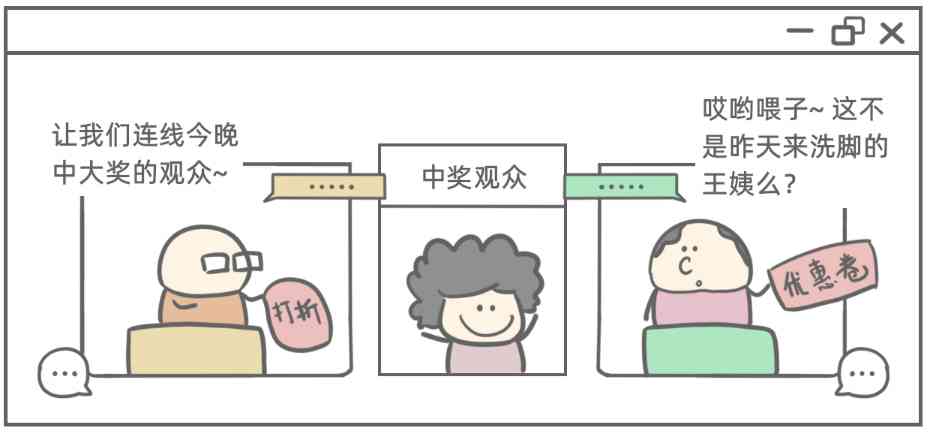 让我们连线今晚
中大奖的观众~
中奖观众
哎哟喂子~ 这不
是昨天来洗脚的
王姨么?
打折
优惠卷